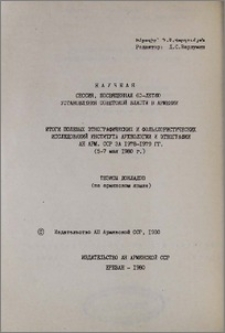 Редактор: Д.С.Вардумян
НАУЧНАЯ
СЕССИЯ, ПОСВЯЩЕННАЯ 60-ЛЕТИЮ
УСТАНОВЛЕНИЯ СОВЕТСКОЙ ВЛАСТИ В АРМЕНИИ
ИТОГИ ПОЛЕВЫХ ЭТНОГРАФИЧЕСКИХ И ФОЛЬКЛОРИСТИЧЕСКИХ
ИССЛЕДОВАНИЙ ИНСТИТУТА АРХЕОЛОГИИ И ЭТНОГРАФИИ
АН АРМ. ССР ЗА 1978-1979 ГГ.
(5-7 мая 1980 г.)
ТЕЗИСЫ ДОКЛАДОВ
(на армянском языке)
© Издательство АН Армянской ССР, 1980
ИЗДАТЕЛЬСТВО АН АРМЯНСКОЙ ССР
ЕРЕВАН - 1980